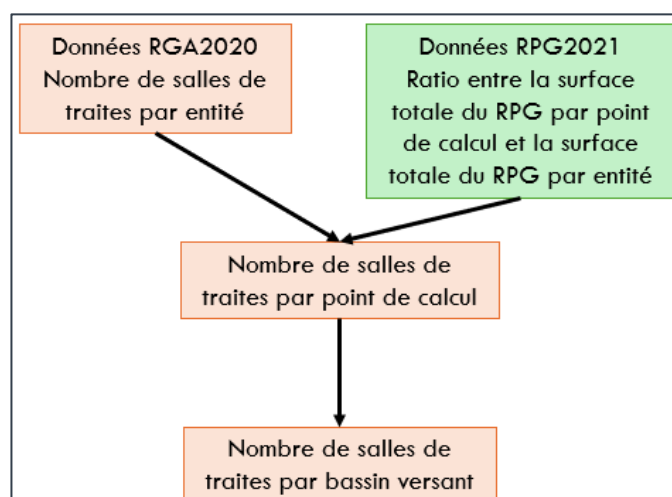 Données RGA2020
Nombre de salles de
traites par entité
Données RPG2021
Ratio entre la surface
totale du RPG par point
de calcul et la surface
totale du RPG par entité
Nombre de salles de
traites par point de calcul
Nombre de salles de
traites par bassin versant